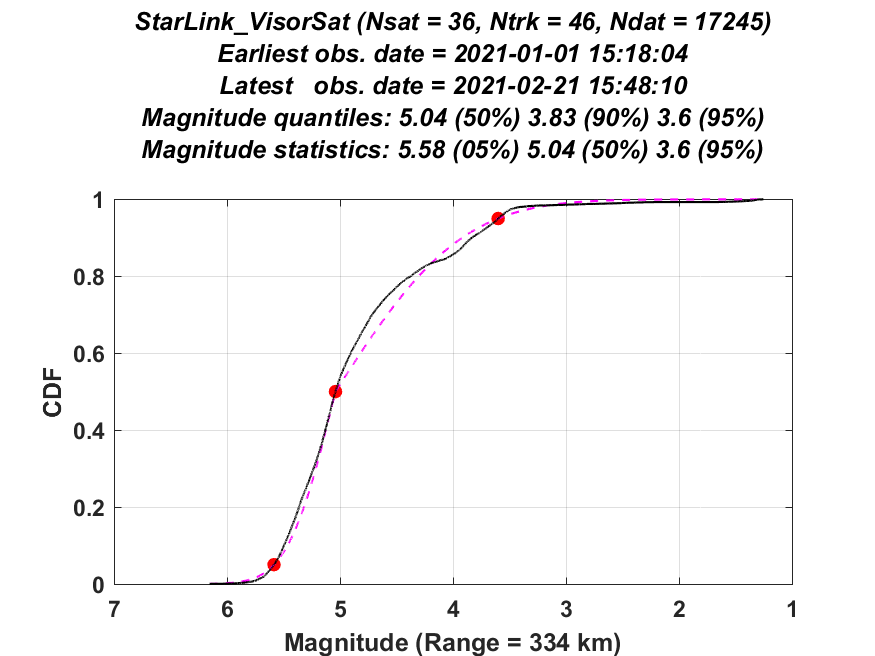 StarLink_VisorSat (Nsat = 36, Ntrk = 46, Ndat = 17245)
Earliest obs. date = 2021-01-01 15:18:04
Latest obs. date = 2021-02-21 15:48:10
Magnitude quantiles: 5.04 (50%) 3.83 (90%) 3.6 (95%)
Magnitude statistics: 5.58 (05%) 5.04 (50%) 3.6 (95%)
1
0.8
0.6
0.4
0.2
0
CDF
7 6 5 4 3 2 1
Magnitude (Range = 334 km)